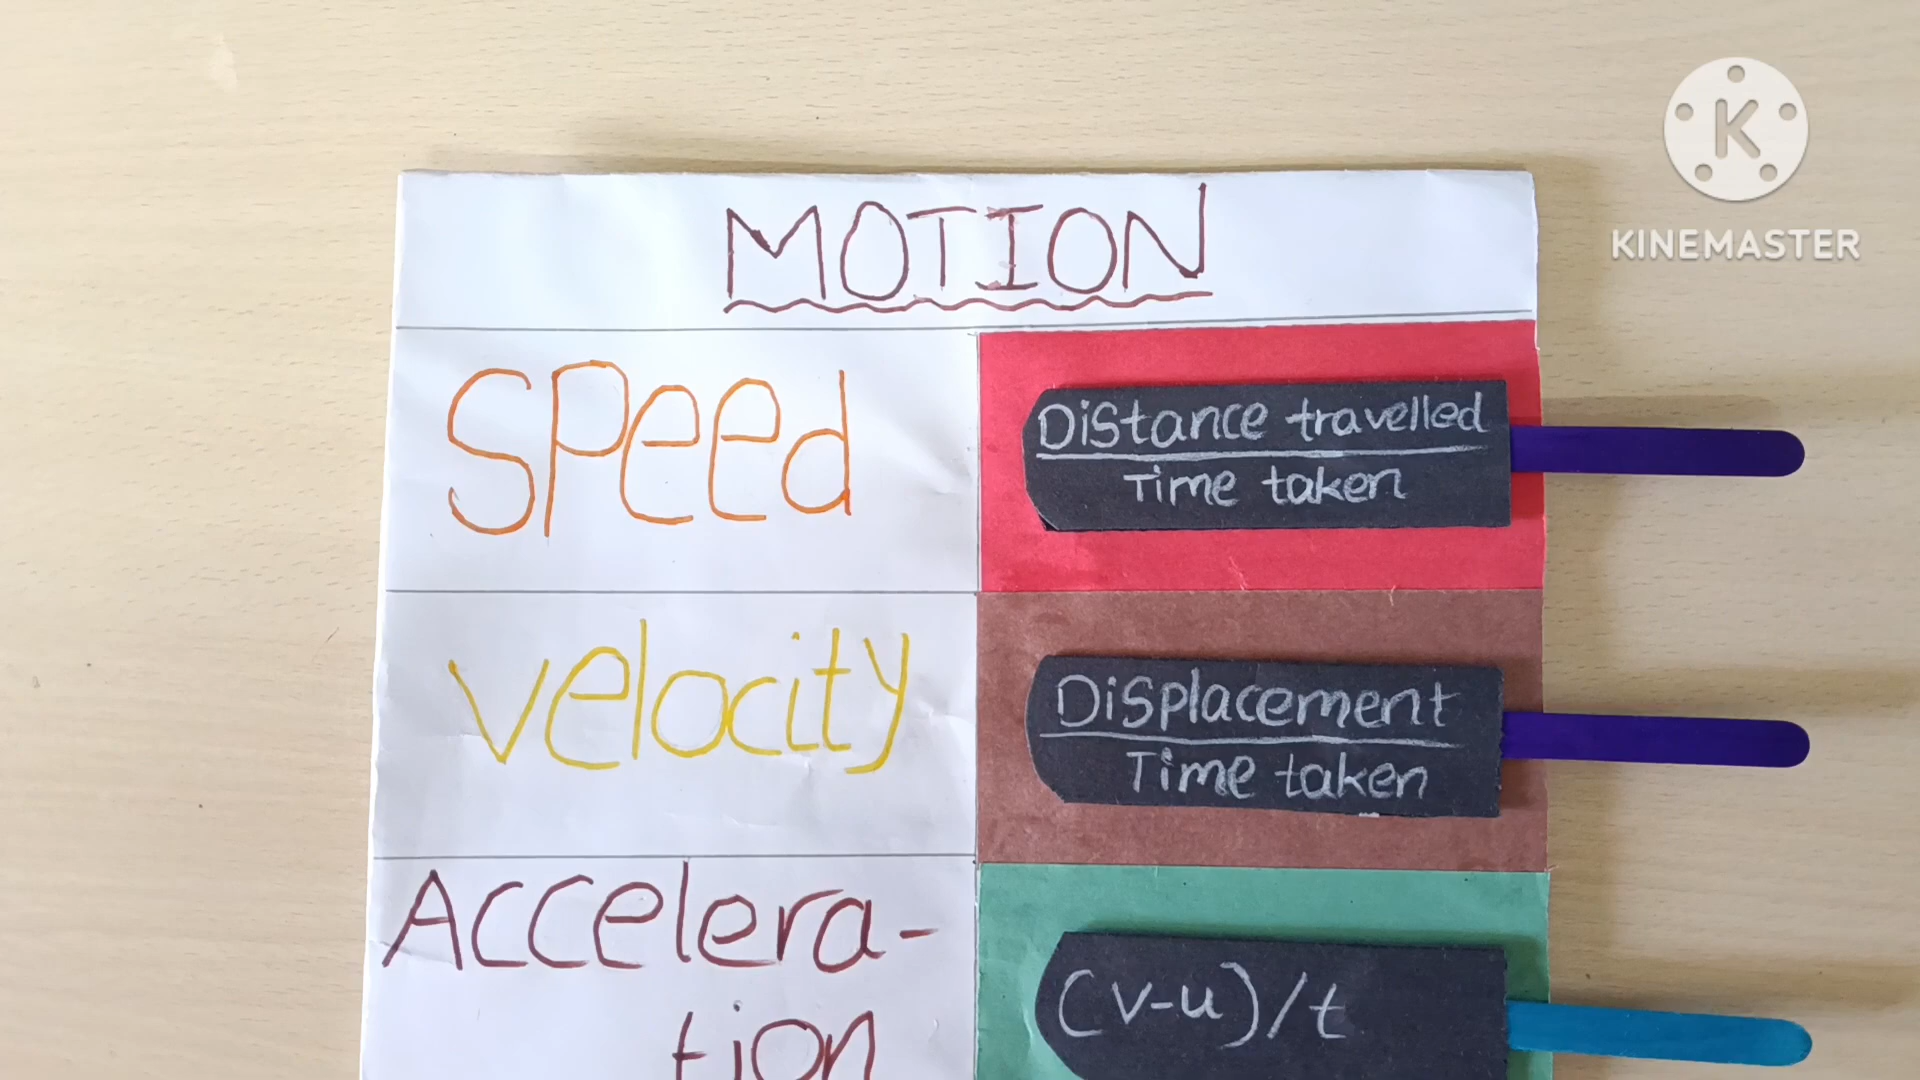 MOTION
Speed
Distance travelled
Time taken
Velocity
Displacement
Time taken
Accelera-
tion
(v-u)/t
K
KINEMASTER